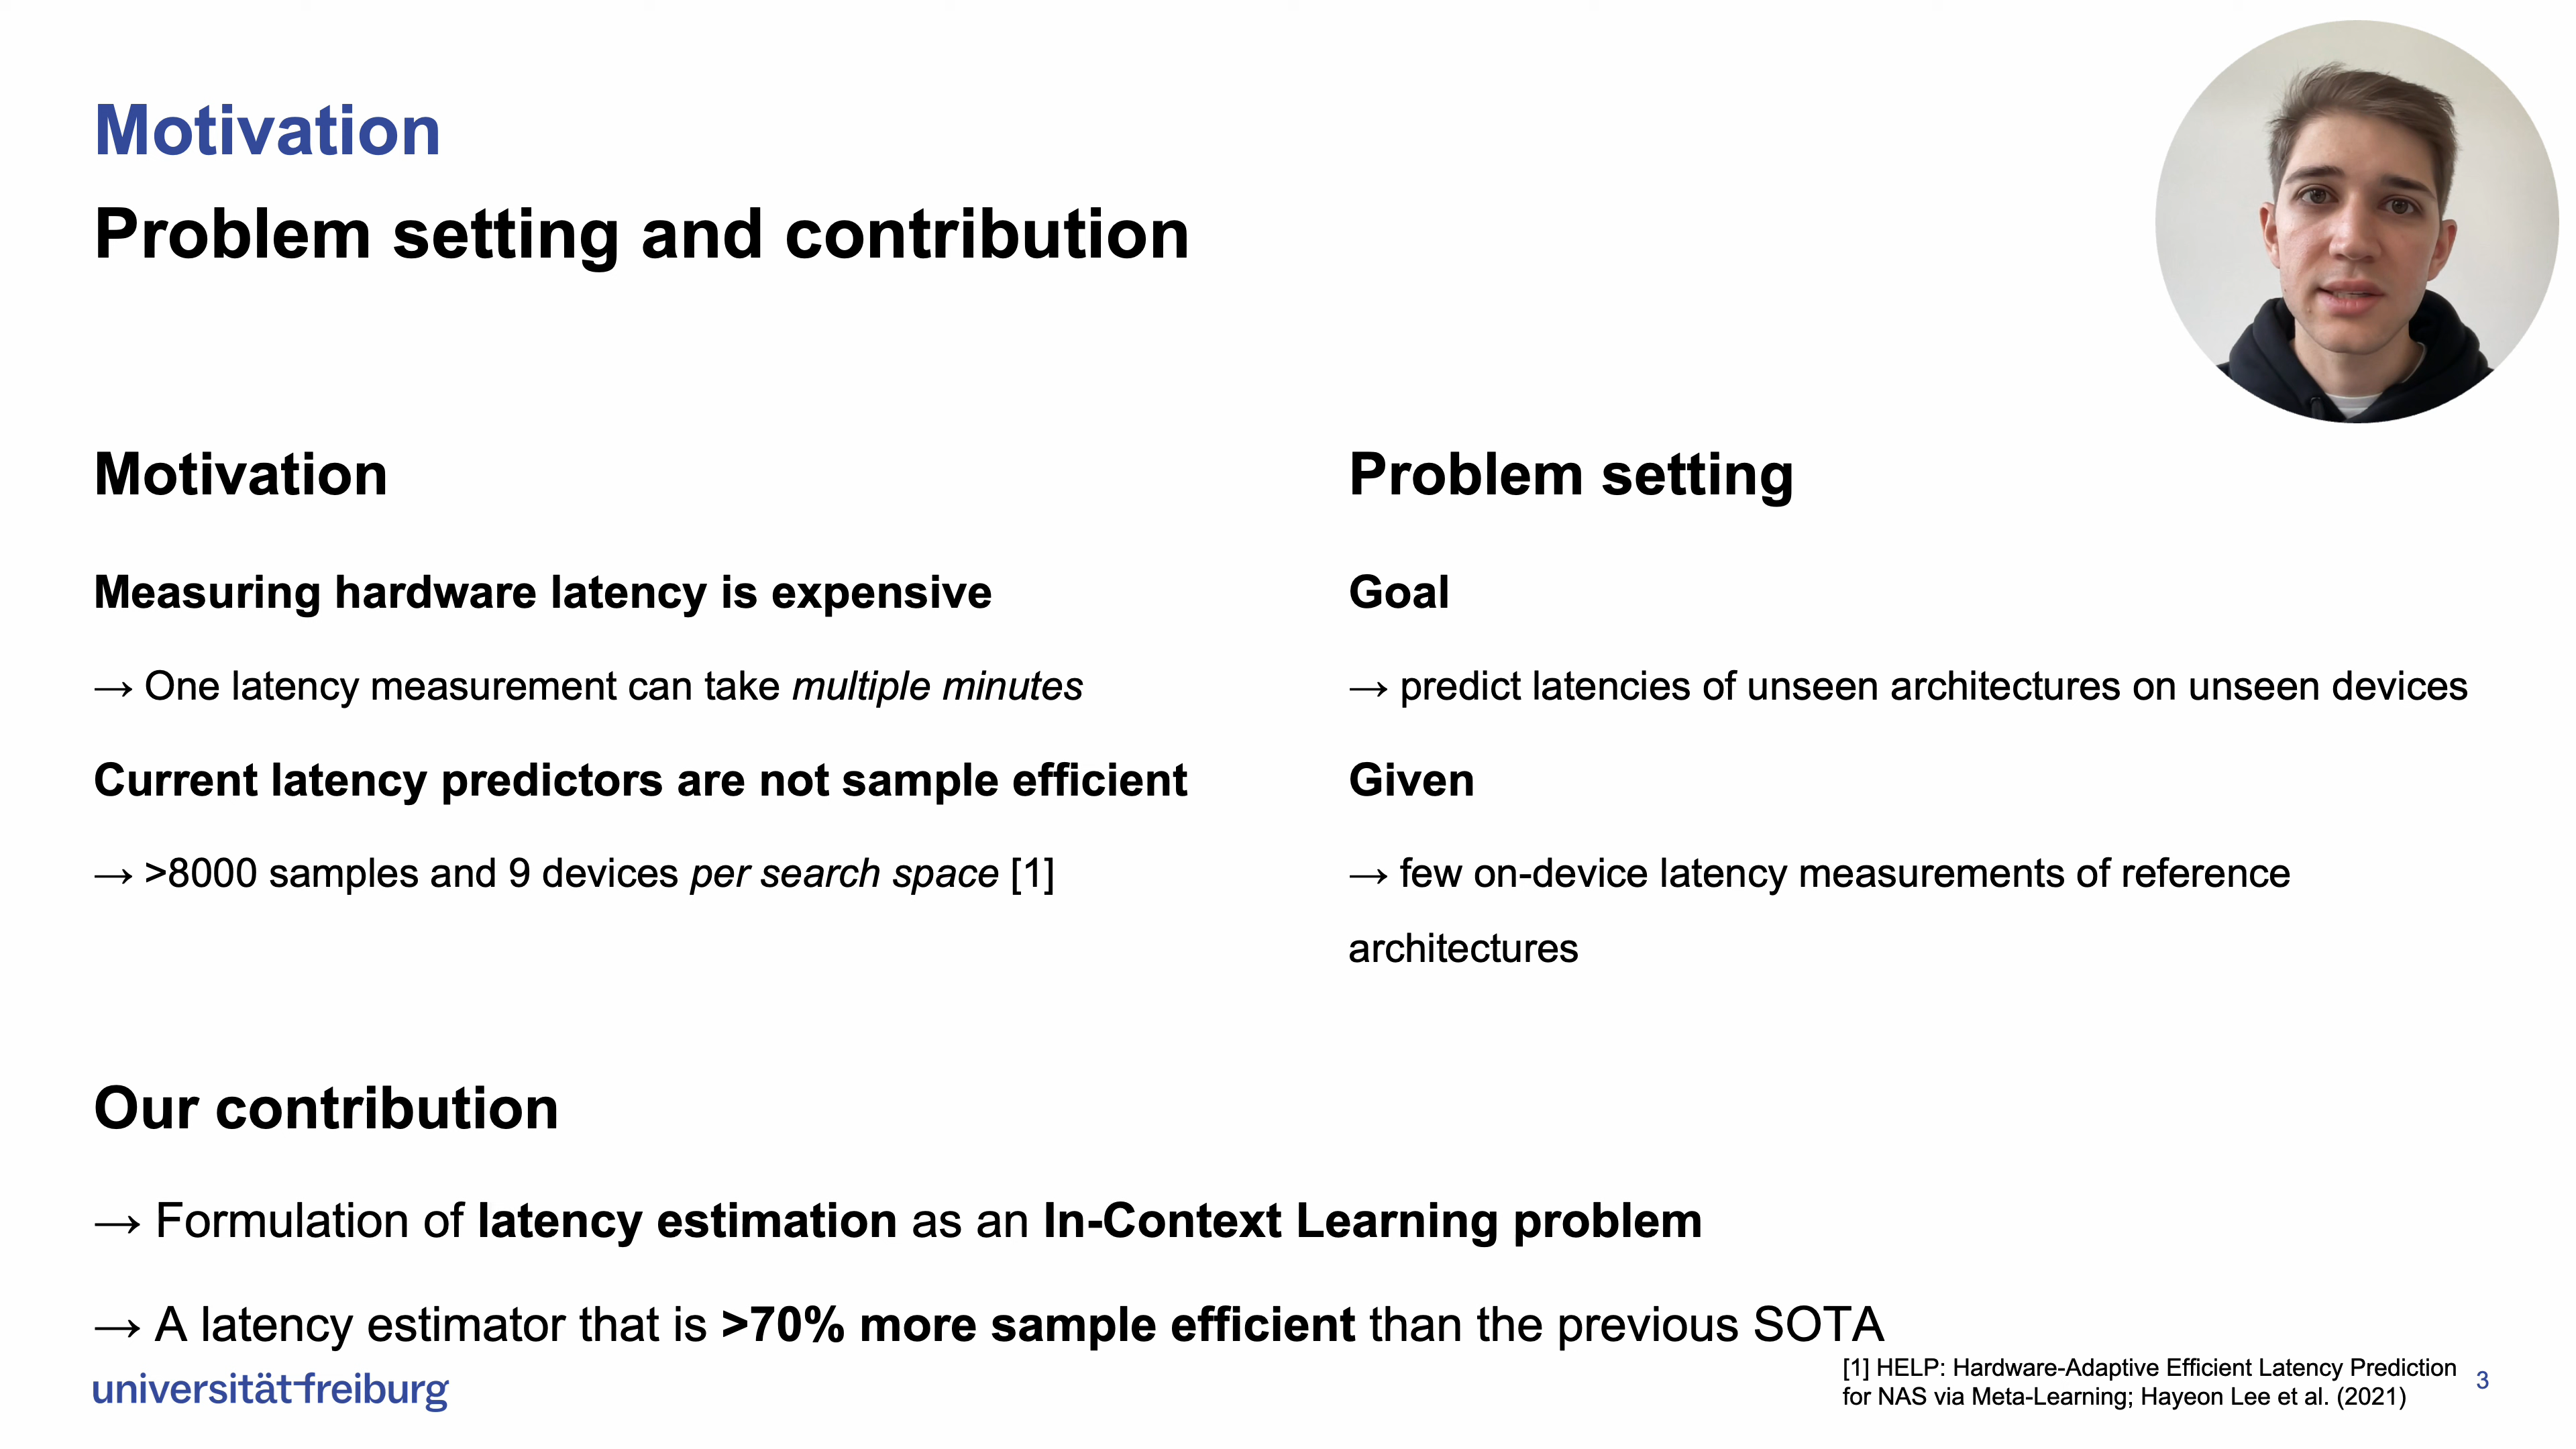 Motivation
Problem setting and contribution
Motivation
Measuring hardware latency is expensive
→ One latency measurement can take multiple minutes
Current latency predictors are not sample efficient
→ >8000 samples and 9 devices per search space [1]
Problem setting
Goal
→ predict latencies of unseen architectures on unseen devices
Given
→ few on-device latency measurements of reference
architectures
Our contribution
→ Formulation of latency estimation as an In-Context Learning problem
→ A latency estimator that is >70% more sample efficient than the previous SOTA
universität freiburg
[1] HELP: Hardware-Adaptive Efficient Latency Prediction
for NAS via Meta-Learning; Hayeon Lee et al. (2021)
3